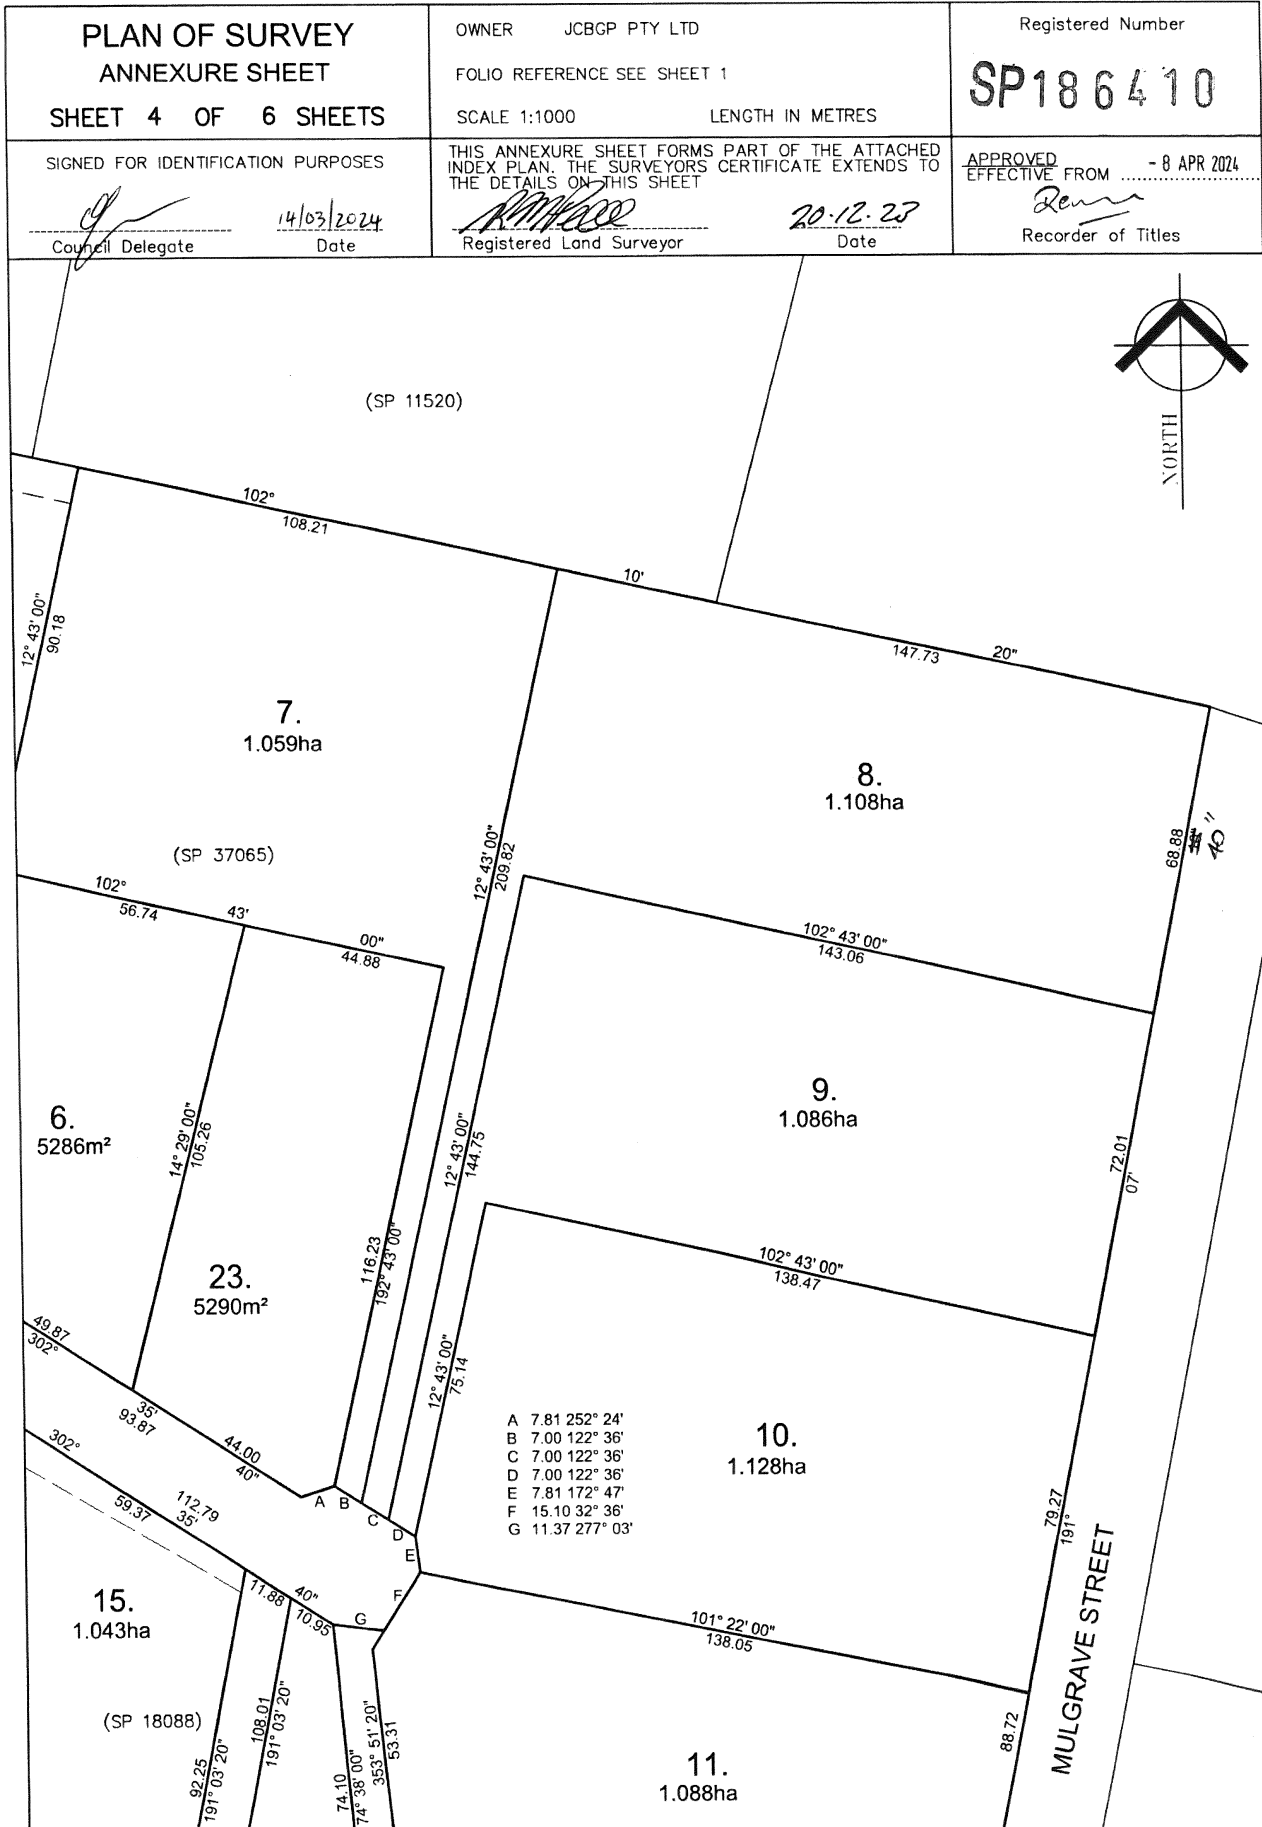 PLAN OF SURVEY
ANNEXURE SHEET
SHEET 4 OF 6 SHEETS
OWNER JCBGP PTY LTD
FOLIO REFERENCE SEE SHEET 1
SCALE 1:1000 LENGTH IN METRES
Registered Number
SP186410
SIGNED FOR IDENTIFICATION PURPOSES
14/03/2024
Council Delegate Date
THIS ANNEXURE SHEET FORMS PART OF THE ATTACHED
INDEX PLAN. THE SURVEYORS CERTIFICATE EXTENDS TO
THE DETAILS ON THIS SHEET
20.12.23
Registered Land Surveyor Date
APPROVED
EFFECTIVE FROM - 8 APR 2024
Recorder of Titles
NORTH
(SP 11520)
102°
108.21
10'
147.73
20"
12° 43' 00"
90.18
7.
1.059ha
8.
1.108ha
68.88
40"
(SP 37065)
12° 43' 00"
209.82
102°
56.74
43'
00"
44.88
102° 43' 00"
143.06
9.
1.086ha
6.
5286m²
14° 29' 00"
105.26
12° 43' 00"
144.75
72.01
07'
23.
5290m²
116.23
192° 43' 00"
102° 43' 00"
138.47
49.87
302°
12° 43' 00"
75.14
35'
93.87
44.00
40"
A 7.81 252° 24'
B 7.00 122° 36'
C 7.00 122° 36'
D 7.00 122° 36'
E 7.81 172° 47'
F 15.10 32° 36'
G 11.37 277° 03'
10.
1.128ha
302°
59.37
112.79
35'
A
B
C
D
E
F
G
79.27
191°
11.88
40"
10.95
15.
1.043ha
101° 22' 00"
138.05
MULGRAVE STREET
(SP 18088)
92.25
191° 03' 20"
108.01
191° 03' 20"
74.10
74° 38' 00"
353° 51' 20"
53.31
88.72
11.
1.088ha